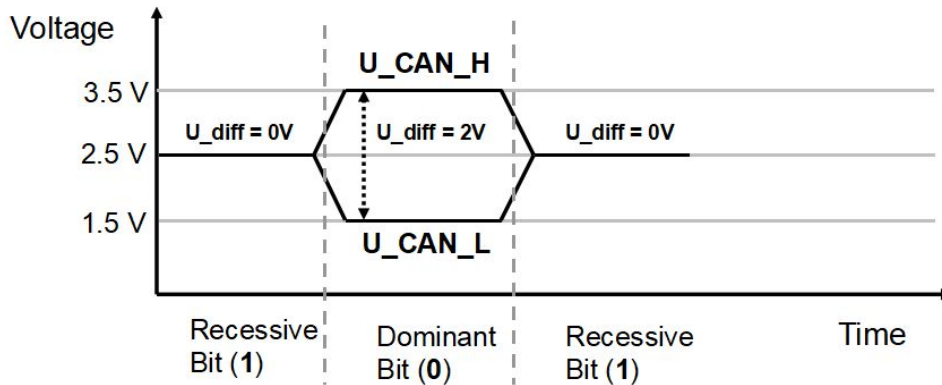 Voltage
U_CAN_H
3.5 V
U_diff = 0V
U_diff = 2V
U_diff = 0V
2.5 V
1.5 V
U_CAN_L
Recessive
Bit (1)
Dominant
Bit (0)
Recessive
Bit (1)
Time